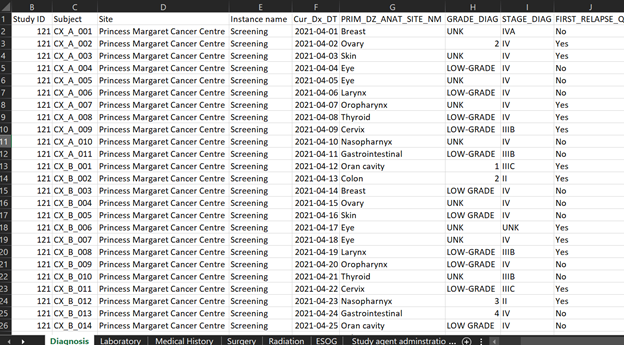 B C D E F G H I J
1 Study ID Subject Site Instance name Cur_Dx_DT PRIM_DZ_ANAT_SITE_NM GRADE_DIAG STAGE_DIAG FIRST_RELAPSE_Q
2 121 CX_A_001 Princess Margaret Cancer Centre Screening 2021-04-01 Breast UNK IVA No
3 121 CX_A_002 Princess Margaret Cancer Centre Screening 2021-04-02 Ovary 2 IV Yes
4 121 CX_A_003 Princess Margaret Cancer Centre Screening 2021-04-03 Skin UNK IV Yes
5 121 CX_A_004 Princess Margaret Cancer Centre Screening 2021-04-04 Eye LOW-GRADE IV No
6 121 CX_A_005 Princess Margaret Cancer Centre Screening 2021-04-05 Eye UNK IV No
7 121 CX_A_006 Princess Margaret Cancer Centre Screening 2021-04-06 Larynx LOW-GRADE IV No
8 121 CX_A_007 Princess Margaret Cancer Centre Screening 2021-04-07 Oropharynx UNK IV Yes
9 121 CX_A_008 Princess Margaret Cancer Centre Screening 2021-04-08 Thyroid LOW-GRADE IV Yes
10 121 CX_A_009 Princess Margaret Cancer Centre Screening 2021-04-09 Cervix LOW-GRADE IIIB Yes
11 121 CX_A_010 Princess Margaret Cancer Centre Screening 2021-04-10 Nasopharynx UNK IV No
12 121 CX_A_011 Princess Margaret Cancer Centre Screening 2021-04-11 Gastrointestinal LOW-GRADE IIIB No
13 121 CX_B_001 Princess Margaret Cancer Centre Screening 2021-04-12 Oran cavity 1 IIIC Yes
14 121 CX_B_002 Princess Margaret Cancer Centre Screening 2021-04-13 Colon 2 II Yes
15 121 CX_B_003 Princess Margaret Cancer Centre Screening 2021-04-14 Breast LOW GRADE IV No
16 121 CX_B_004 Princess Margaret Cancer Centre Screening 2021-04-15 Ovary UNK IV No
17 121 CX_B_005 Princess Margaret Cancer Centre Screening 2021-04-16 Skin LOW-GRADE IV No
18 121 CX_B_006 Princess Margaret Cancer Centre Screening 2021-04-17 Eye UNK UNK Yes
19 121 CX_B_007 Princess Margaret Cancer Centre Screening 2021-04-18 Eye UNK IV Yes
20 121 CX_B_008 Princess Margaret Cancer Centre Screening 2021-04-19 Larynx LOW-GRADE IIIB Yes
21 121 CX_B_009 Princess Margaret Cancer Centre Screening 2021-04-20 Oropharynx LOW-GRADE IV No
22 121 CX_B_010 Princess Margaret Cancer Centre Screening 2021-04-21 Thyroid UNK IIIB No
23 121 CX_B_011 Princess Margaret Cancer Centre Screening 2021-04-22 Cervix LOW-GRADE IIIC Yes
24 121 CX_B_012 Princess Margaret Cancer Centre Screening 2021-04-23 Nasopharnyx 3 II Yes
25 121 CX_B_013 Princess Margaret Cancer Centre Screening 2021-04-24 Gastrointestinal 4 IV No
26 121 CX_B_014 Princess Margaret Cancer Centre Screening 2021-04-25 Oran cavity LOW GRADE IV No
Diagnosis Laboratory Medical History Surgery Radiation ESOG Study agent adminstratio ...